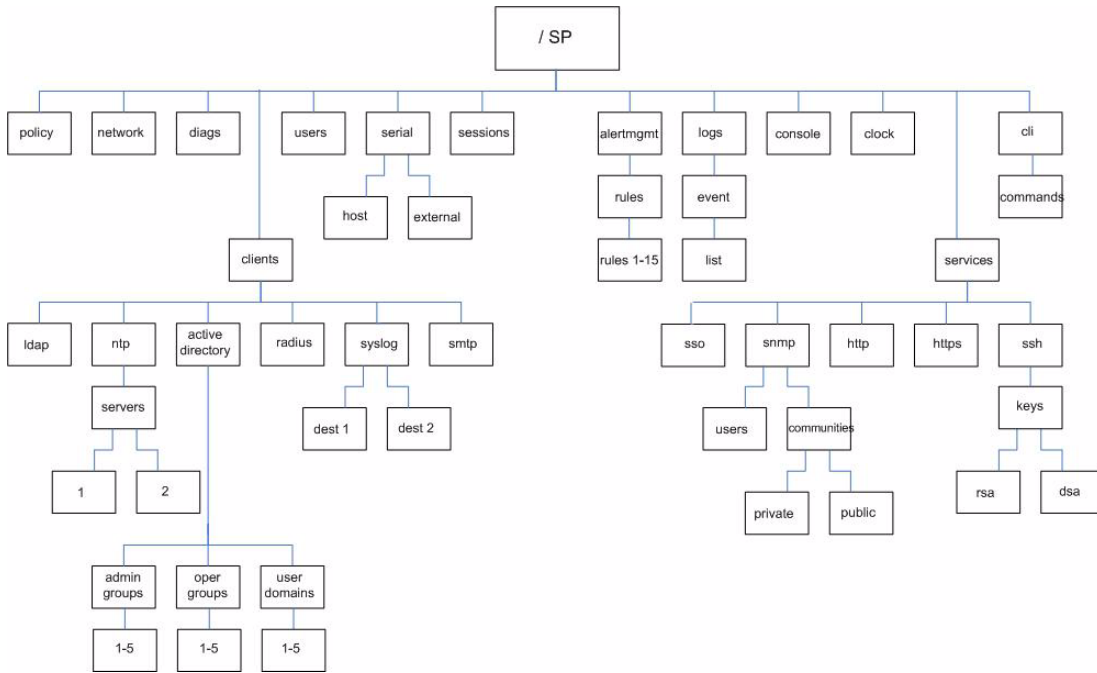 / SP
policy
network
diags
users
serial
sessions
alertmgmt
logs
console
clock
cli
rules
event
commands
host
external
clients
rules 1-15
list
services
ldap
ntp
active
directory
radius
syslog
smtp
sso
snmp
http
https
ssh
servers
dest 1
dest 2
users
communities
keys
1
2
private
public
rsa
dsa
admin
groups
oper
groups
user
domains
1-5
1-5
1-5